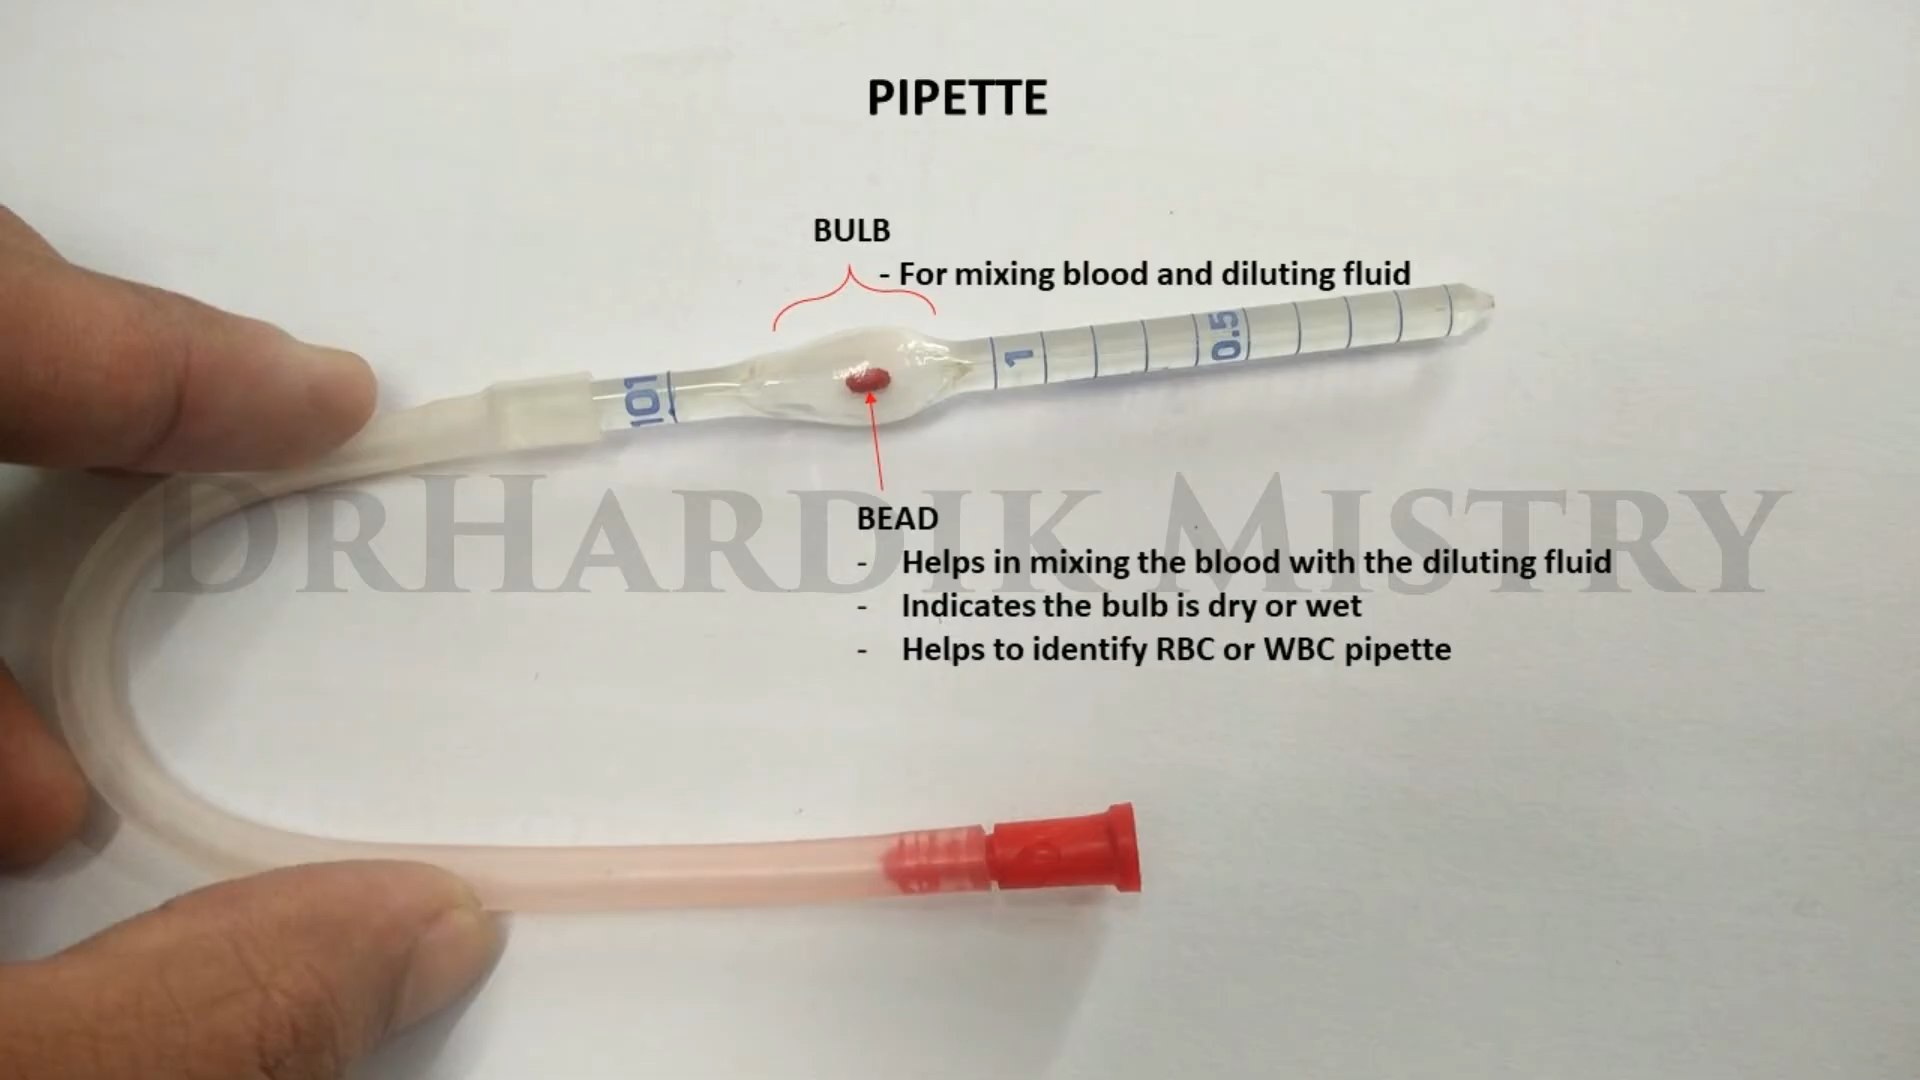 PIPETTE
BULB
- For mixing blood and diluting fluid
101
1
0.5
DRHARDIK MISTRY
BEAD
- Helps in mixing the blood with the diluting fluid
- Indicates the bulb is dry or wet
- Helps to identify RBC or WBC pipette